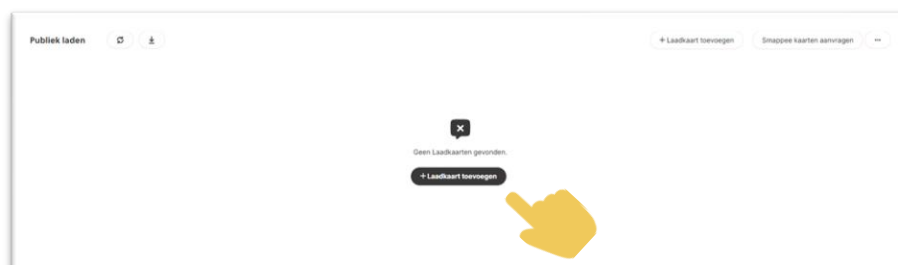 Publiek laden
+ Laadkaart toevoegen
Smappee kaarten aanvragen
Geen Laadkaarten gevonden.
+ Laadkaart toevoegen